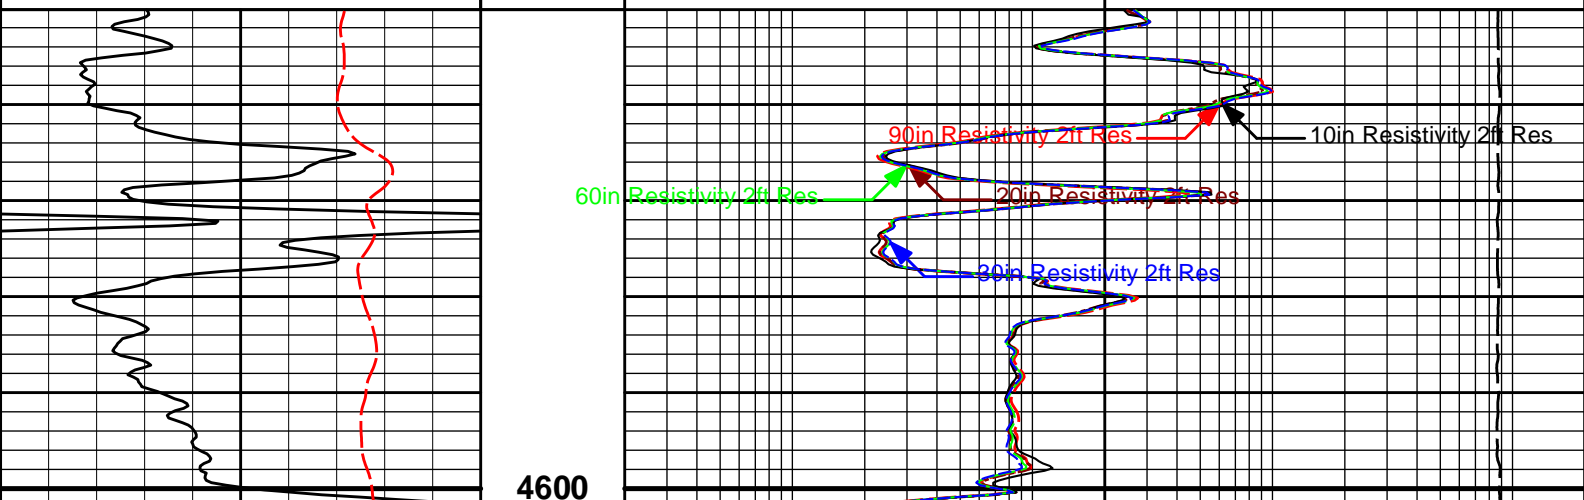 90in Resistivity 2ft Res
10in Resistivity 2ft Res
60in Resistivity 2ft Res
20in Resistivity 2ft Res
30in Resistivity 2ft Res
4600